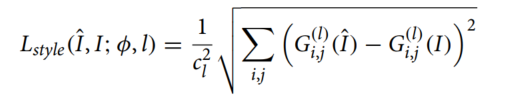 L_{style}(\hat{I}, I; \phi, l) = \frac{1}{c_l^2} \sqrt{\sum_{i,j} \left( G_{i,j}^{(l)}(\hat{I}) - G_{i,j}^{(l)}(I) \right)^2}